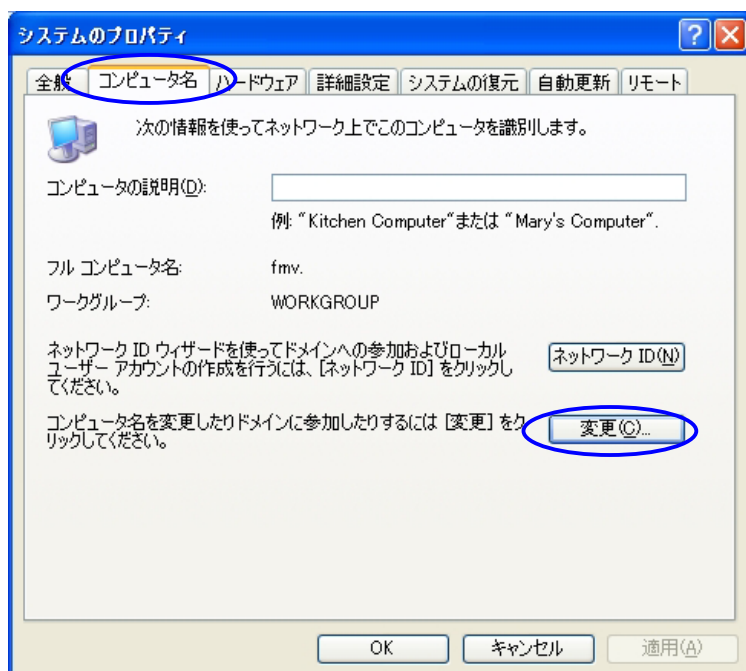 システムのプロパティ
全般 コンピュータ名 ハードウェア 詳細設定 システムの復元 自動更新 リモート
次の情報を使ってネットワーク上でこのコンピュータを識別します。
コンピュータの説明(D):
例: "Kitchen Computer"または "Mary's Computer".
フル コンピュータ名: fmv.
ワークグループ: WORKGROUP
ネットワーク ID ウィザードを使ってドメインへの参加およびローカル
ユーザー アカウントの作成を行うには、[ネットワーク ID] をクリックし
てください。
ネットワーク ID(N)
コンピュータ名を変更したりドメインに参加したりするには [変更] をク
リックしてください。
変更(C)...
OK キャンセル 適用(A)